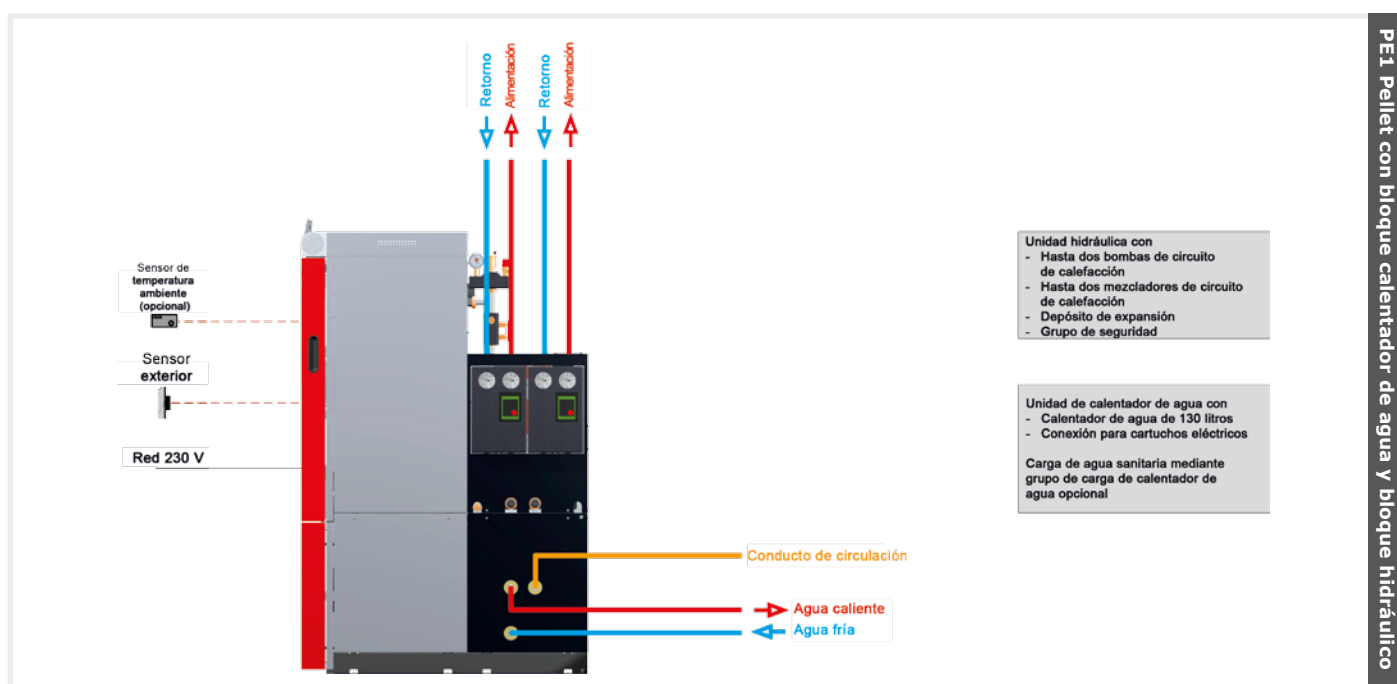 Retorno
Alimentación
Retorno
Alimentación
Sensor de
temperatura
ambiente
(opcional)
Sensor
exterior
Red 230 V
Conducto de circulación
Agua caliente
Agua fría
Unidad hidráulica con
- Hasta dos bombas de circuito
de calefacción
- Hasta dos mezcladores de circuito
de calefacción
- Depósito de expansión
- Grupo de seguridad
Unidad de calentador de agua con
- Calentador de agua de 130 litros
- Conexión para cartuchos eléctricos
Carga de agua sanitaria mediante
grupo de carga de calentador de
agua opcional
PE1 Pellet con bloque calentador de agua y bloque hidráulico